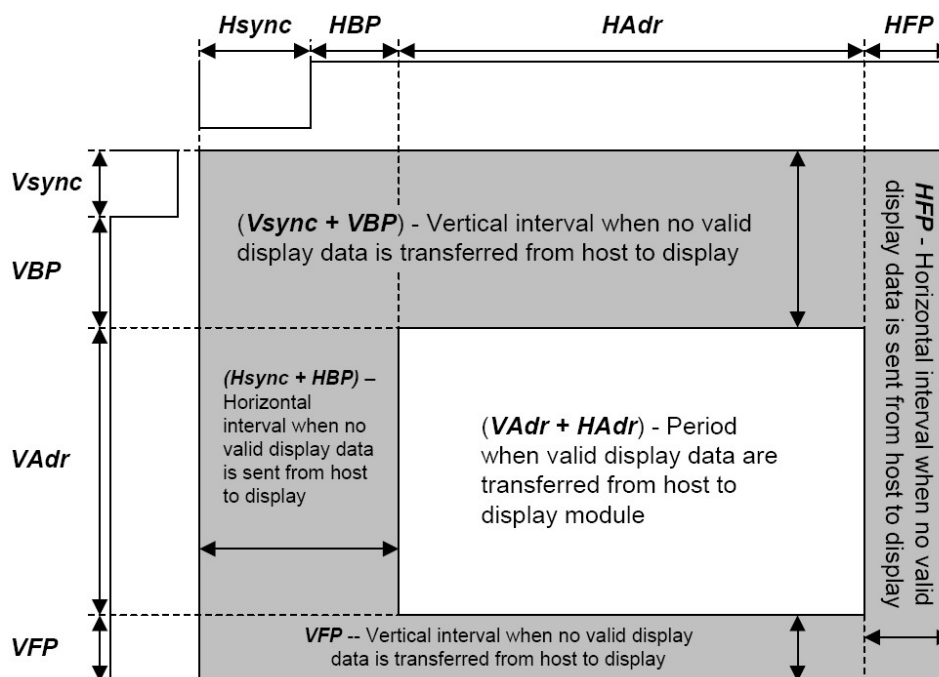 Hsync HBP HAdr HFP
Vsync
VBP
VAdr
VFP
(Vsync + VBP) - Vertical interval when no valid
display data is transferred from host to display
HFP - Horizontal interval when no valid
display data is sent from host to display
(Hsync + HBP) –
Horizontal
interval when no
valid display data
is sent from host
to display
(VAdr + HAdr) - Period
when valid display data are
transferred from host to
display module
VFP -- Vertical interval when no valid display
data is transferred from host to display